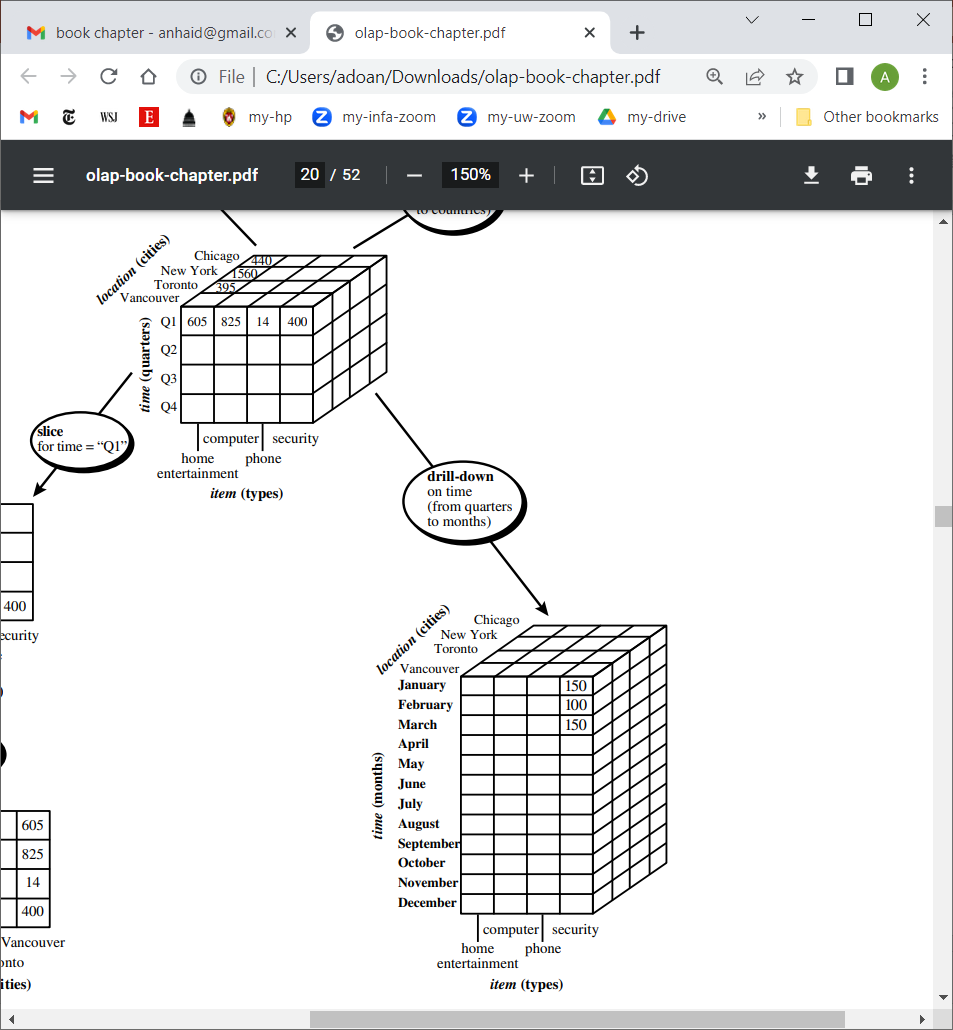 book chapter - anhaid@gmail.co
olap-book-chapter.pdf
File | C:/Users/adoan/Downloads/olap-book-chapter.pdf
A
WSJ
E
my-hp
my-infa-zoom
my-uw-zoom
my-drive
»
Other bookmarks
olap-book-chapter.pdf
20 / 52
150%
to countries)
location (cities)
Chicago 440
New York 1560
Toronto 395
Vancouver
time (quarters)
Q1 605 825 14 400
Q2
Q3
Q4
computer security
home phone
entertainment
item (types)
slice
for time = “Q1”
drill-down
on time
(from quarters
to months)
400
ecurity
location (cities)
Chicago
New York
Toronto
Vancouver
time (months)
January 150
February 100
March 150
April
May
June
July
August
September
October
November
December
computer security
home phone
entertainment
item (types)
605
825
14
400
Vancouver
onto
ities)